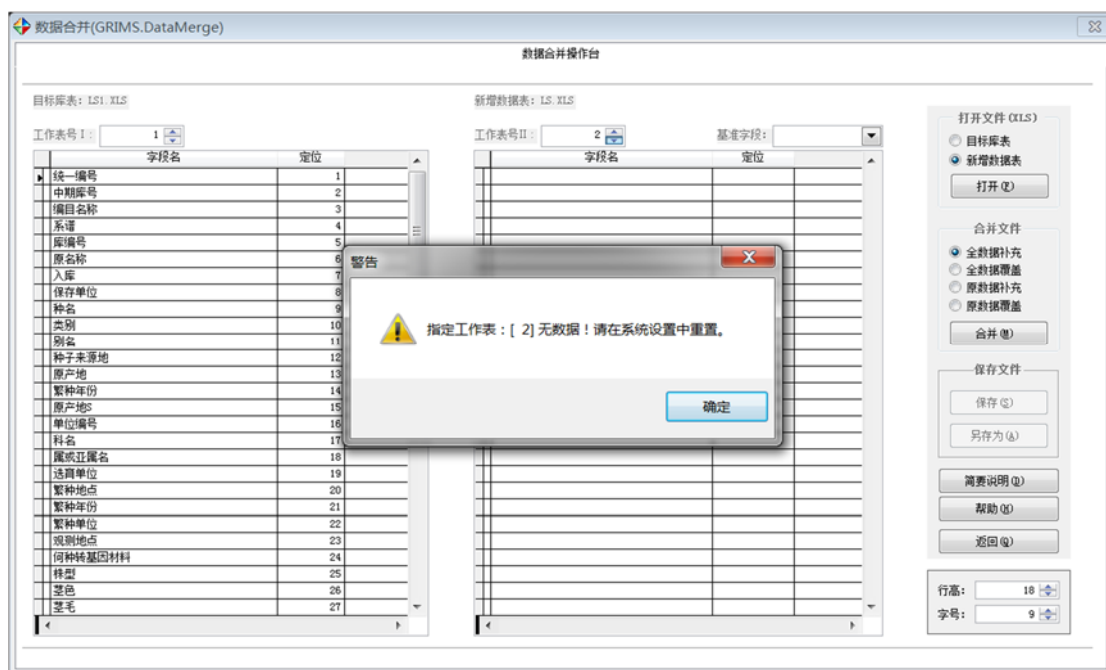 数据合并(GRIMS.DataMerge)
数据合并操作台
目标库表：LS1.XLS
新增数据表：LS.XLS
工作表号Ⅰ： 1
工作表号II： 2 基准字段：
字段名 定位
统一编号 1
中期库号 2
编目名称 3
系谱 4
库编号 5
原名称 6
入库 7
保存单位 8
种名 9
类别 10
别名 11
种子来源地 12
原产地 13
繁种年份 14
原产地S 15
单位编号 16
科名 17
属或亚属名 18
选育单位 19
繁种地点 20
繁种年份 21
繁种单位 22
观测地点 23
何种转基因材料 24
株型 25
茎色 26
茎毛 27
字段名 定位
警告
指定工作表：[ 2] 无数据！请在系统设置中重置。
确定
打开文件(XLS)
目标库表
新增数据表
打开(F)
合并文件
全数据补充
全数据覆盖
原数据补充
原数据覆盖
合并(M)
保存文件
保存(S)
另存为(A)
简要说明(D)
帮助(H)
返回(Q)
行高： 18
字号： 9